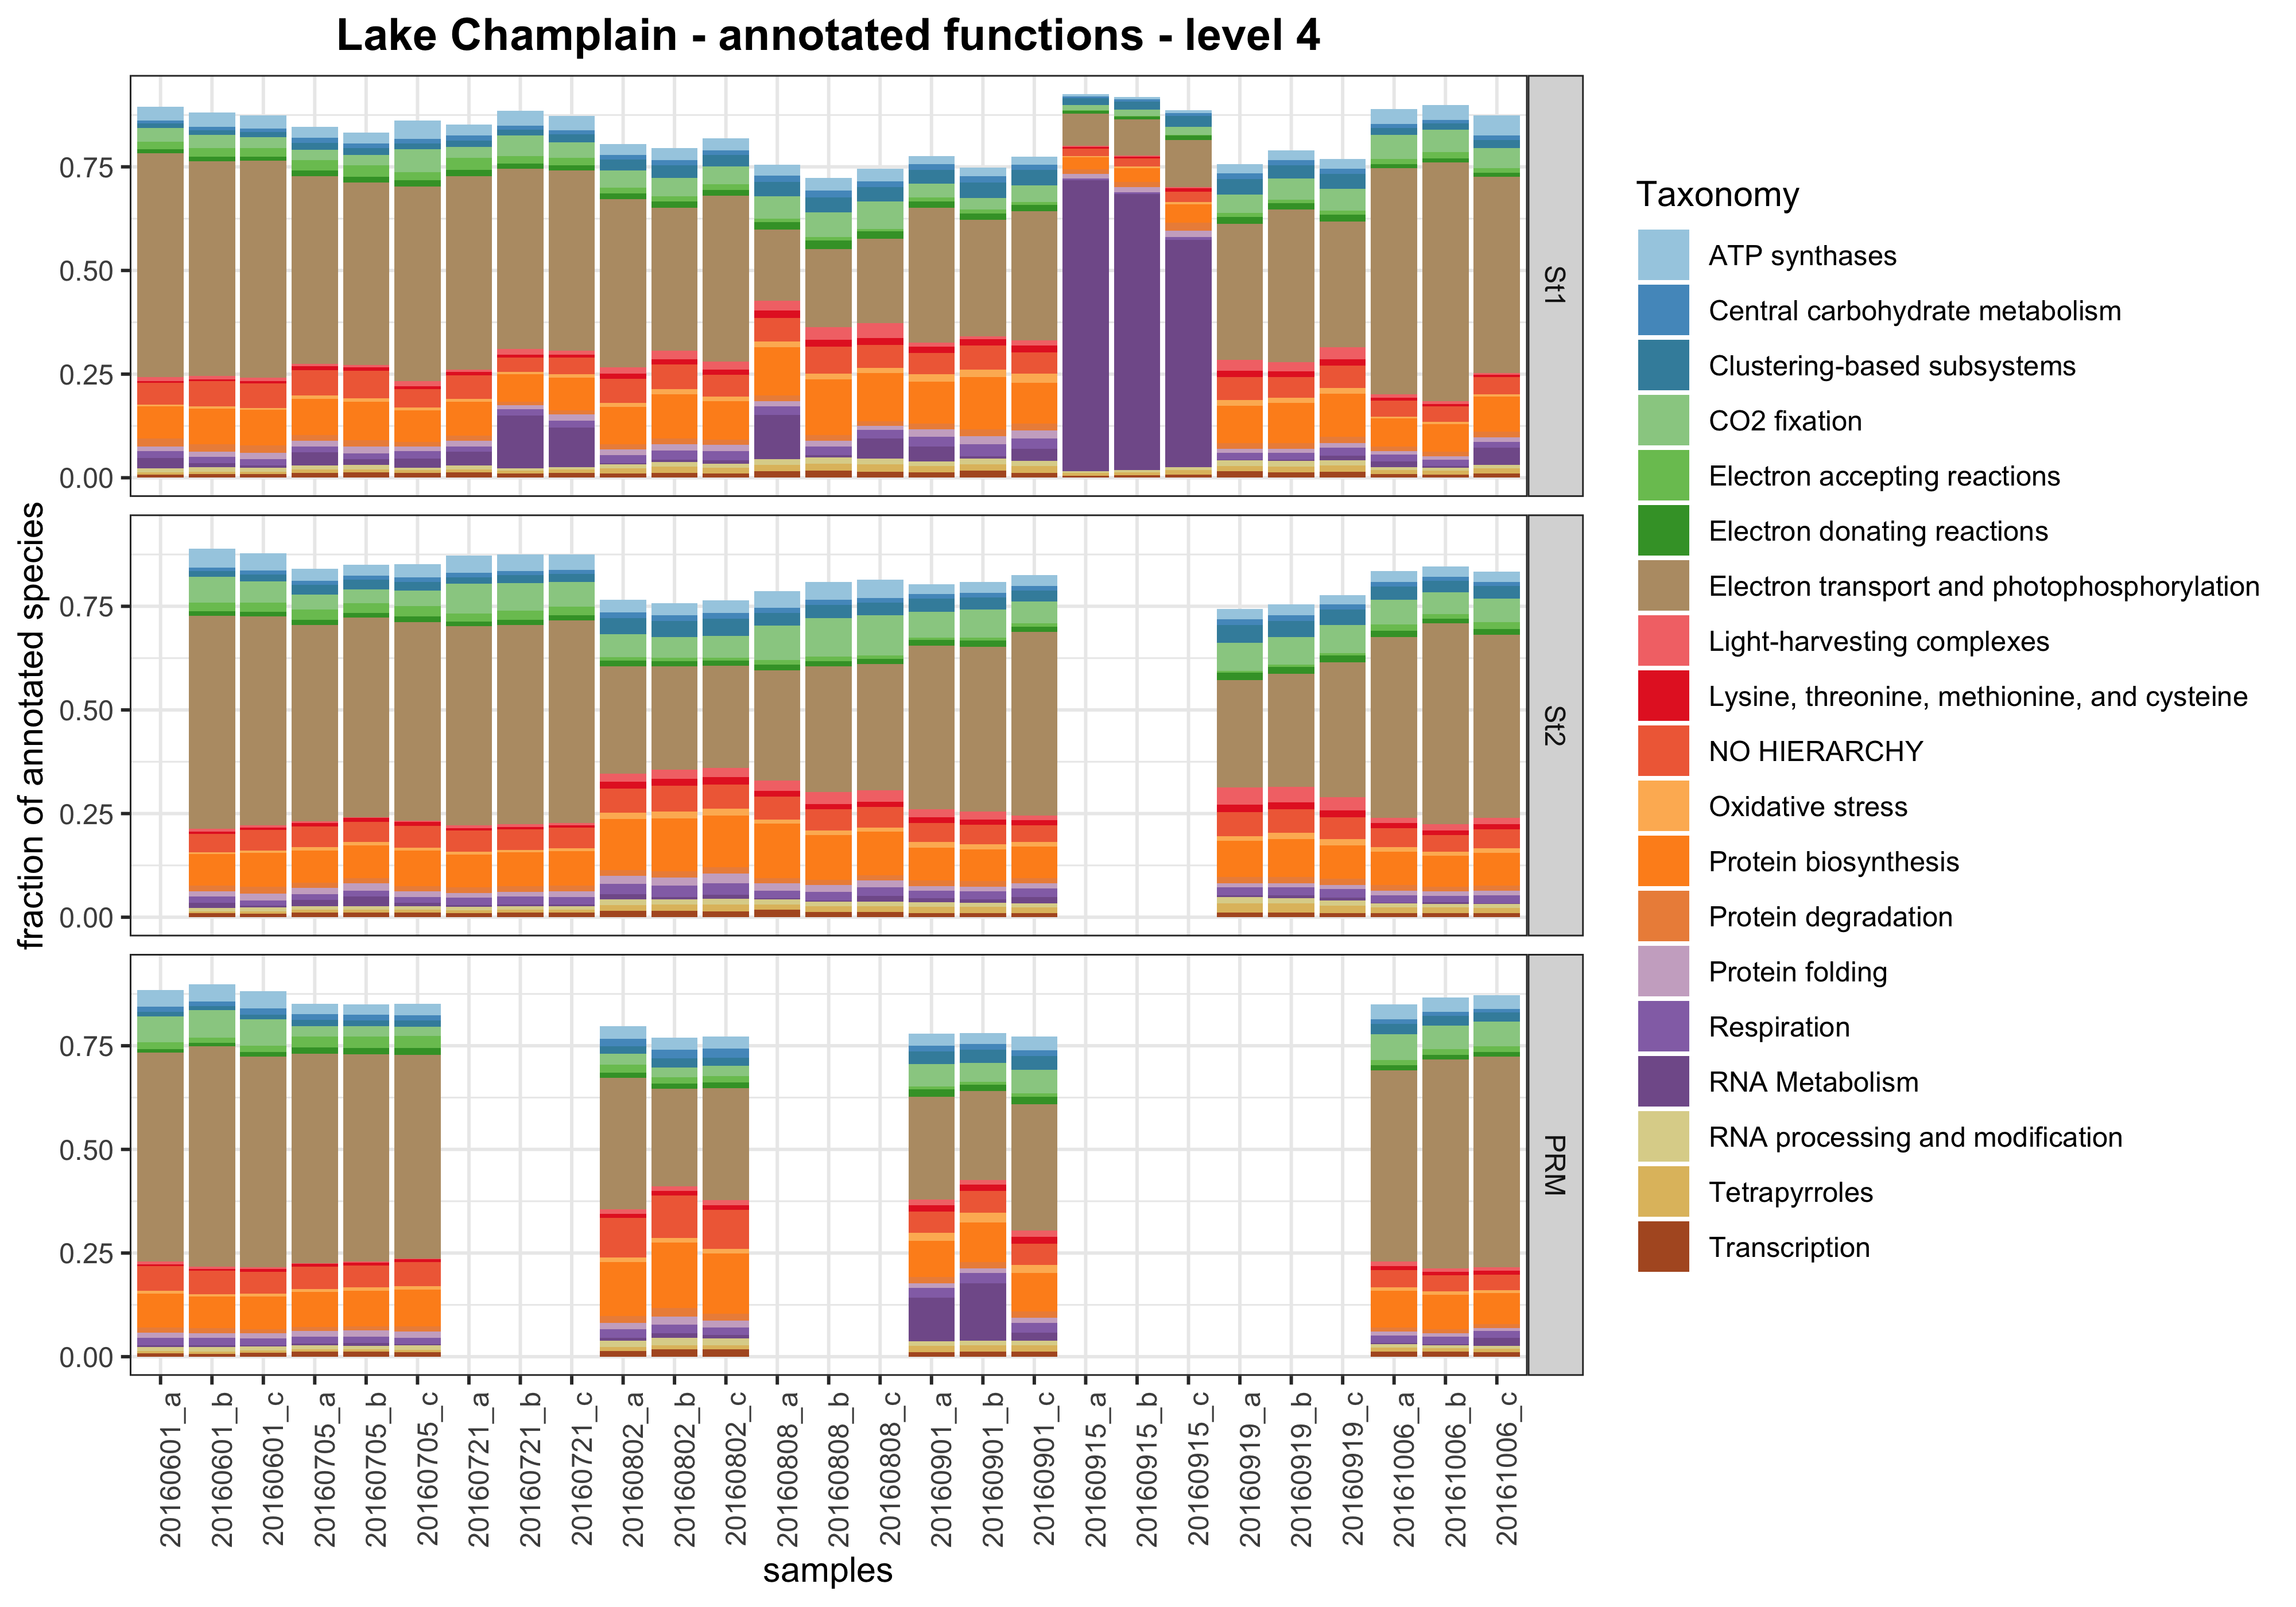 Lake Champlain - annotated functions - level 4
fraction of annotated species
0.75
0.50
0.25
0.00
St1
0.75
0.50
0.25
0.00
St2
0.75
0.50
0.25
0.00
PRM
20160601_a
20160601_b
20160601_c
20160705_a
20160705_b
20160705_c
20160721_a
20160721_b
20160721_c
20160802_a
20160802_b
20160802_c
20160808_a
20160808_b
20160808_c
20160901_a
20160901_b
20160901_c
20160915_a
20160915_b
20160915_c
20160919_a
20160919_b
20160919_c
20161006_a
20161006_b
20161006_c
samples
Taxonomy
ATP synthases
Central carbohydrate metabolism
Clustering-based subsystems
CO2 fixation
Electron accepting reactions
Electron donating reactions
Electron transport and photophosphorylation
Light-harvesting complexes
Lysine, threonine, methionine, and cysteine
NO HIERARCHY
Oxidative stress
Protein biosynthesis
Protein degradation
Protein folding
Respiration
RNA Metabolism
RNA processing and modification
Tetrapyrroles
Transcription